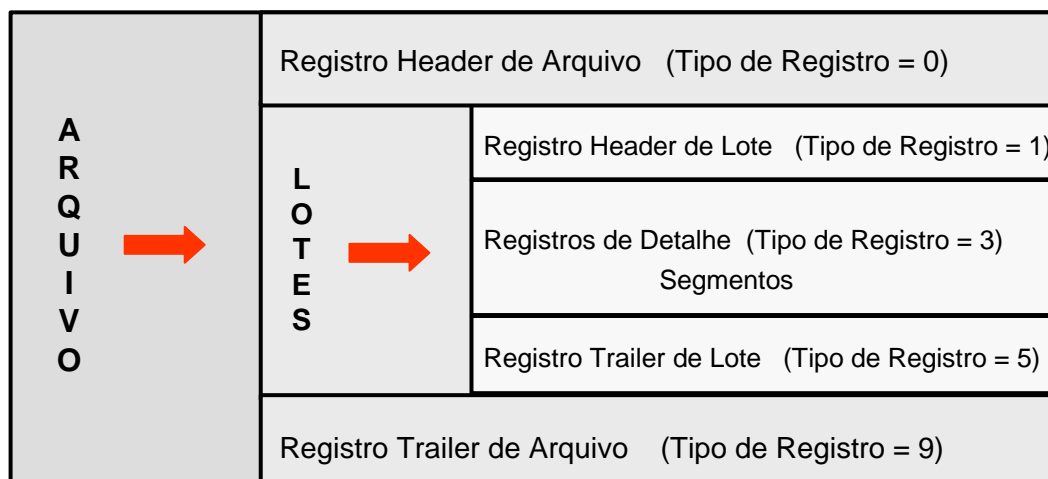 ARQUIVO
Registro Header de Arquivo (Tipo de Registro = 0)
LOTES
Registro Header de Lote (Tipo de Registro = 1)
Registros de Detalhe (Tipo de Registro = 3)
Segmentos
Registro Trailer de Lote (Tipo de Registro = 5)
Registro Trailer de Arquivo (Tipo de Registro = 9)